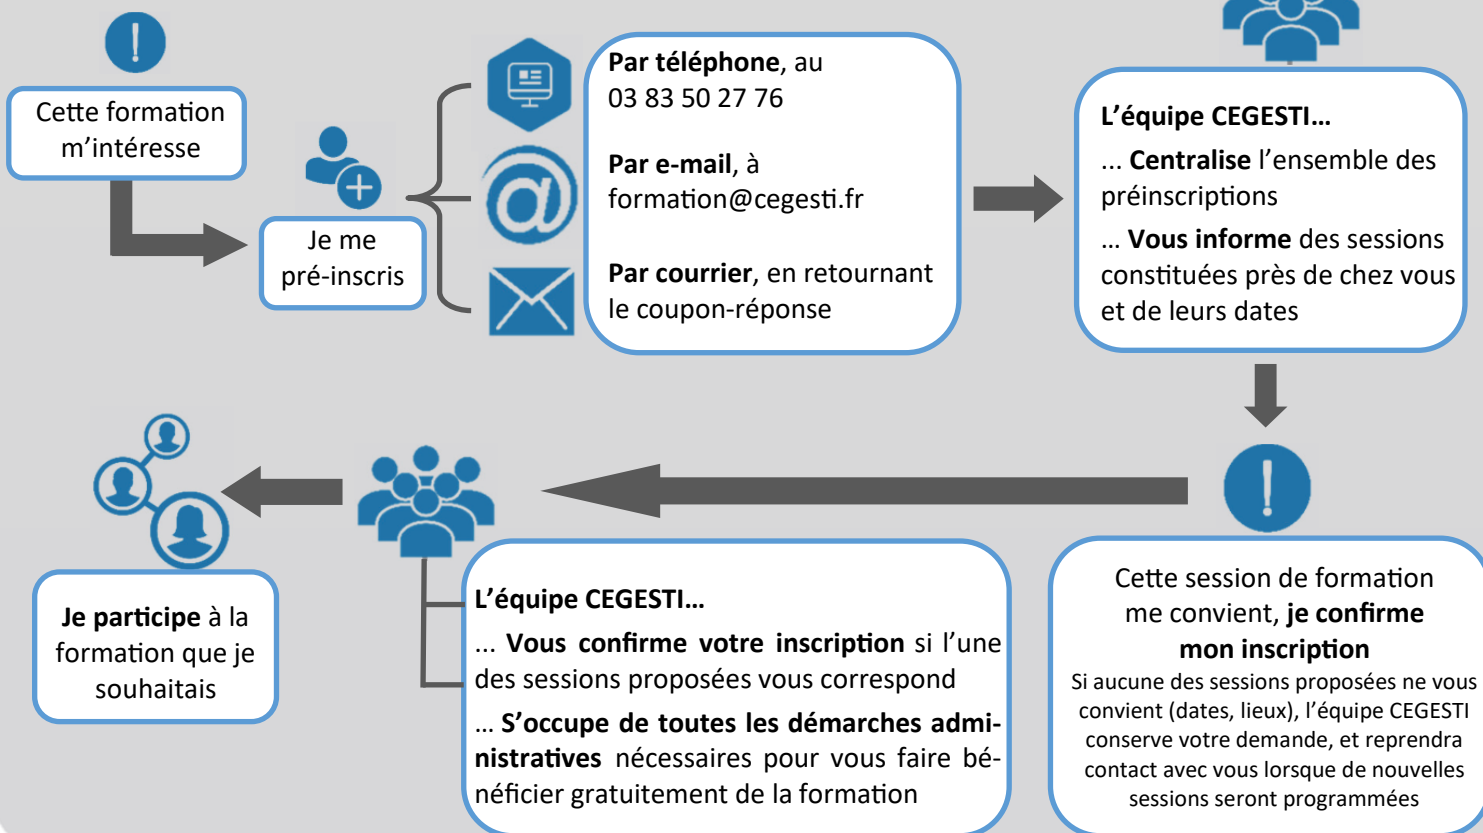 Cette formation
m’intéresse
Je me
pré-inscris
Par téléphone, au
03 83 50 27 76
Par e-mail, à
formation@cegesti.fr
Par courrier, en retournant
le coupon-réponse
L’équipe CEGESTI…
... Centralise l’ensemble des
préinscriptions
… Vous informe des sessions
constituées près de chez vous
et de leurs dates
Cette session de formation
me convient, je confirme
mon inscription
Si aucune des sessions proposées ne vous
convient (dates, lieux), l’équipe CEGESTI
conserve votre demande, et reprendra
contact avec vous lorsque de nouvelles
sessions seront programmées
L’équipe CEGESTI…
... Vous confirme votre inscription si l’une
des sessions proposées vous correspond
… S’occupe de toutes les démarches admi-
nistratives nécessaires pour vous faire bé-
néficier gratuitement de la formation
Je participe à la
formation que je
souhaitais